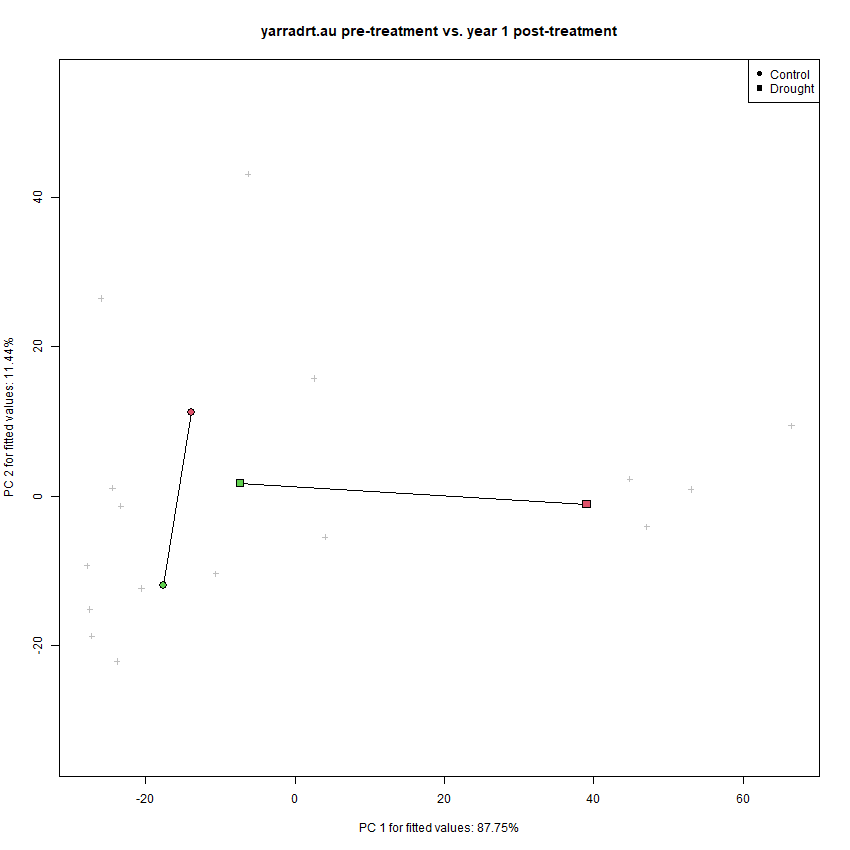 yarradrt.au pre-treatment vs. year 1 post-treatment
Control
Drought
PC 2 for fitted values: 11.44%
40
20
0
-20
-20
0
20
40
60
PC 1 for fitted values: 87.75%